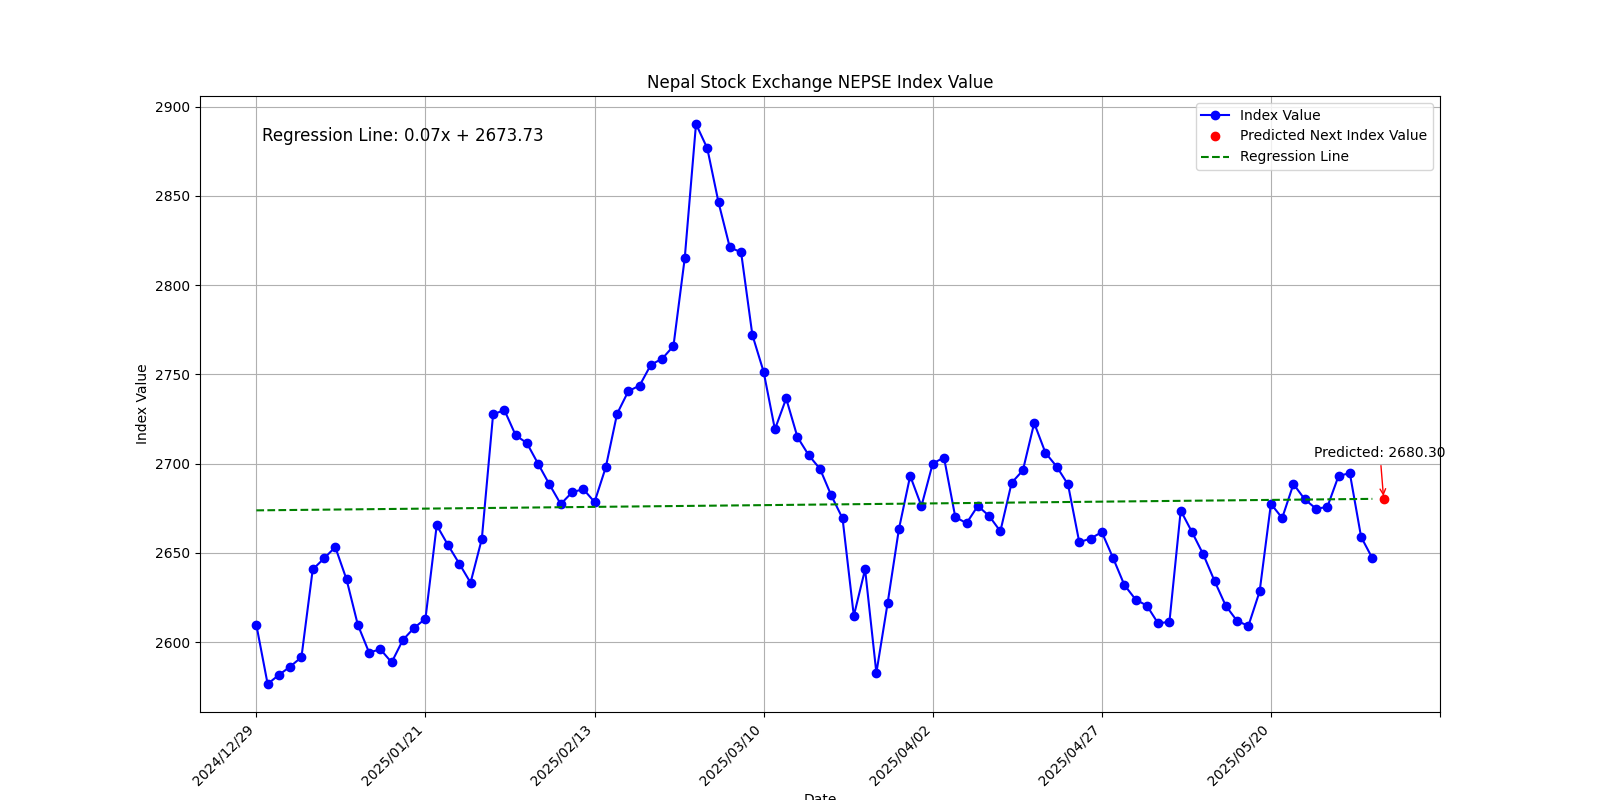 Nepal Stock Exchange NEPSE Index Value
2900
2850
2800
2750
2700
2650
2600
Index Value
Regression Line: 0.07x + 2673.73
Index Value
Predicted Next Index Value
Regression Line
Predicted: 2680.30
2024/12/29
2025/01/21
2025/02/13
2025/03/10
2025/04/02
2025/04/27
2025/05/20
Date